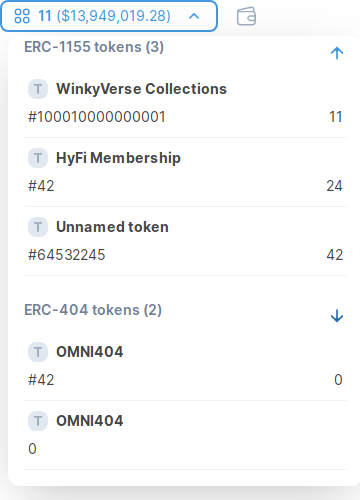 11 ($13,949,019.28)
ERC-1155 tokens (3)
T WinkyVerse Collections
#100010000000001 11
T HyFi Membership
#42 24
T Unnamed token
#64532245 42
ERC-404 tokens (2)
T OMNI404
#42 0
T OMNI404
0